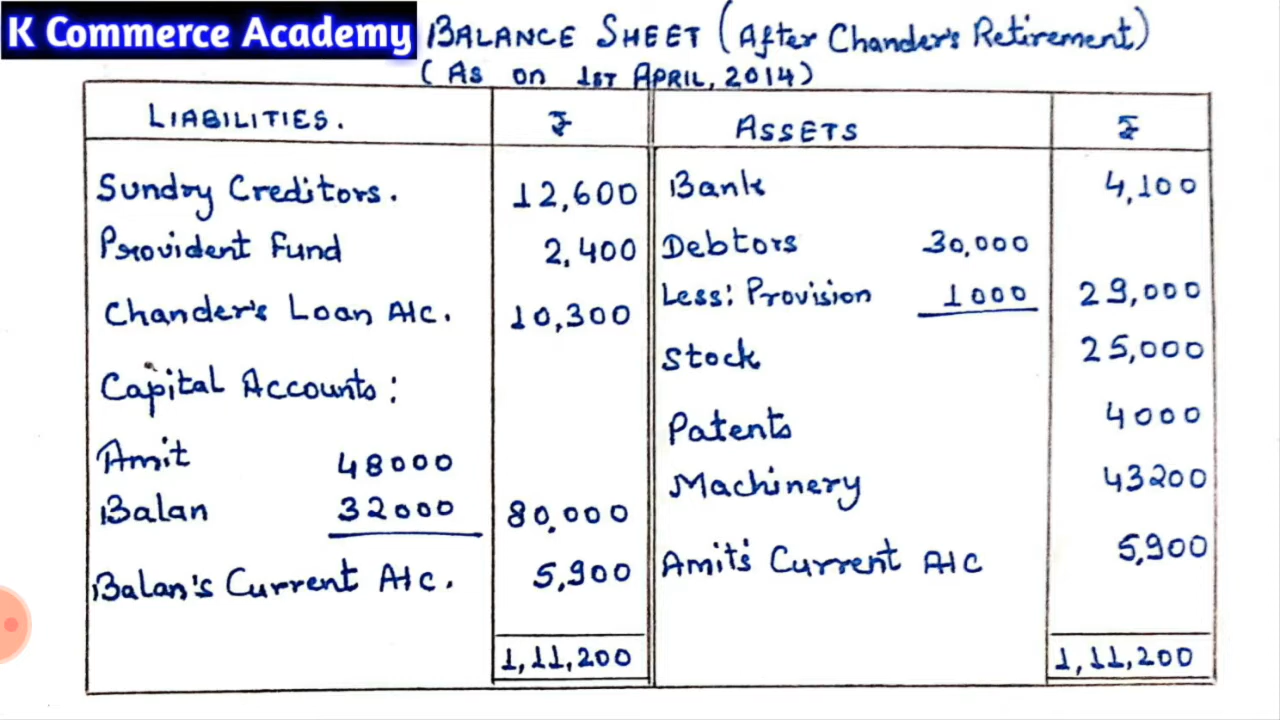 K Commerce Academy
BALANCE SHEET (After Chander's Retirement)
(As on 1ST APRIL, 2014)
LIABILITIES. ₹ ASSETS ₹
Sundry Creditors. 12,600 Bank 4,100
Provident Fund 2,400 Debtors 30,000
Chander's Loan A/c. 10,300 Less: Provision 1000 29,000
Stock 25,000
Capital Accounts:
Patents 4000
Amit 48000
Machinery 43200
Balan 32000 80,000
Balan's Current A/c. 5,900 Amit's Current A/C 5,900
1,11,200 1,11,200